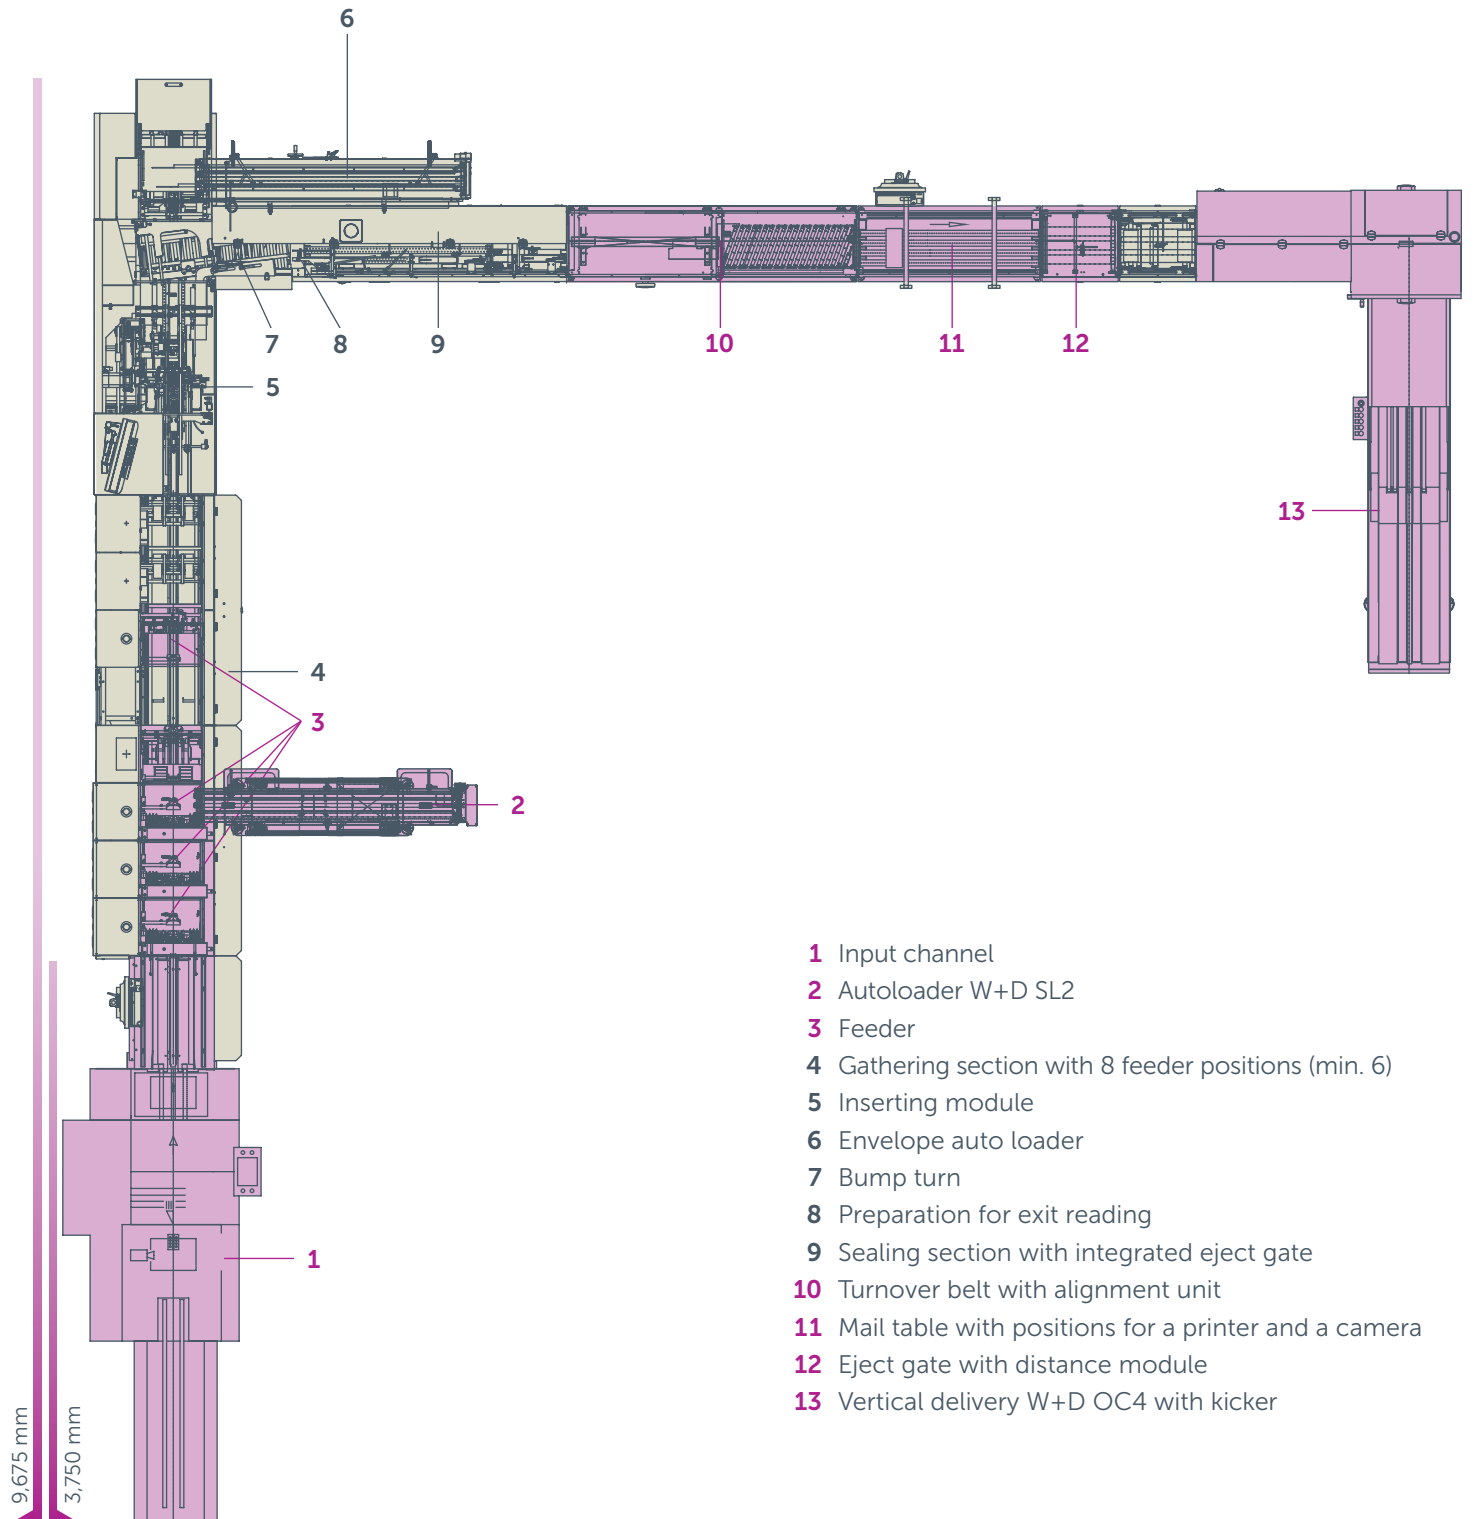 6
7
8
9
10
11
12
5
13
4
3
2
1
1 Input channel
2 Autoloader W+D SL2
3 Feeder
4 Gathering section with 8 feeder positions (min. 6)
5 Inserting module
6 Envelope auto loader
7 Bump turn
8 Preparation for exit reading
9 Sealing section with integrated eject gate
10 Turnover belt with alignment unit
11 Mail table with positions for a printer and a camera
12 Eject gate with distance module
13 Vertical delivery W+D OC4 with kicker
9,675 mm
3,750 mm